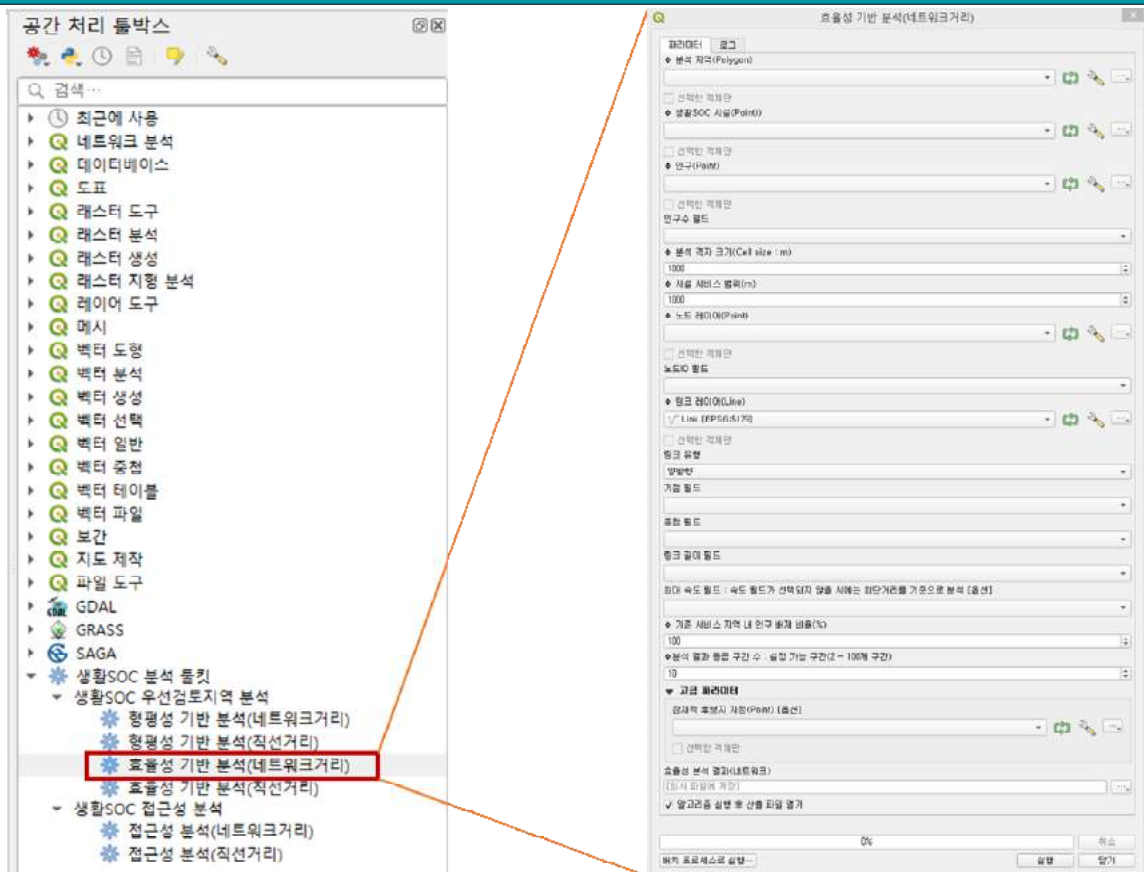 공간 처리 툴박스
검색…
최근에 사용
네트워크 분석
데이터베이스
도표
래스터 도구
래스터 분석
래스터 생성
래스터 지형 분석
레이어 도구
메시
벡터 도형
벡터 분석
벡터 생성
벡터 선택
벡터 일반
벡터 중첩
벡터 테이블
벡터 파일
보간
지도 제작
파일 도구
GDAL
GRASS
SAGA
생활SOC 분석 툴킷
생활SOC 우선검토지역 분석
형평성 기반 분석(네트워크거리)
형평성 기반 분석(직선거리)
효율성 기반 분석(네트워크거리)
효율성 기반 분석(직선거리)
생활SOC 접근성 분석
접근성 분석(네트워크거리)
접근성 분석(직선거리)
효율성 기반 분석(네트워크거리)
파라미터 로그
분석 지역(Polygon)
선택한 객체만
생활SOC 시설(Point)
선택한 객체만
인구(Point)
선택한 객체만
인구수 필드
분석 격자 크기(Cell size : m)
1000
시설 서비스 범위(m)
1000
노드 레이어(Point)
선택한 객체만
노드ID 필드
링크 레이어(Line)
Link [EPSG:5179]
선택한 객체만
링크 유형
양방향
기점 필드
종점 필드
링크 길이 필드
최대 속도 필드 : 속도 필드가 선택되지 않을 시에는 최단거리를 기준으로 분석 [옵션]
기존 서비스 지역 내 인구 배제 비율(%)
100
분석 결과 등급 구간 수 : 설정 가능 구간(2 ~ 100개 구간)
10
고급 파라미터
잠재적 후보지 지정(Point) [옵션]
선택한 객체만
효율성 분석 결과(네트워크)
[임시 파일에 저장]
알고리즘 실행 후 산출 파일 열기
0%
취소
배치 프로세스로 실행…
실행
닫기